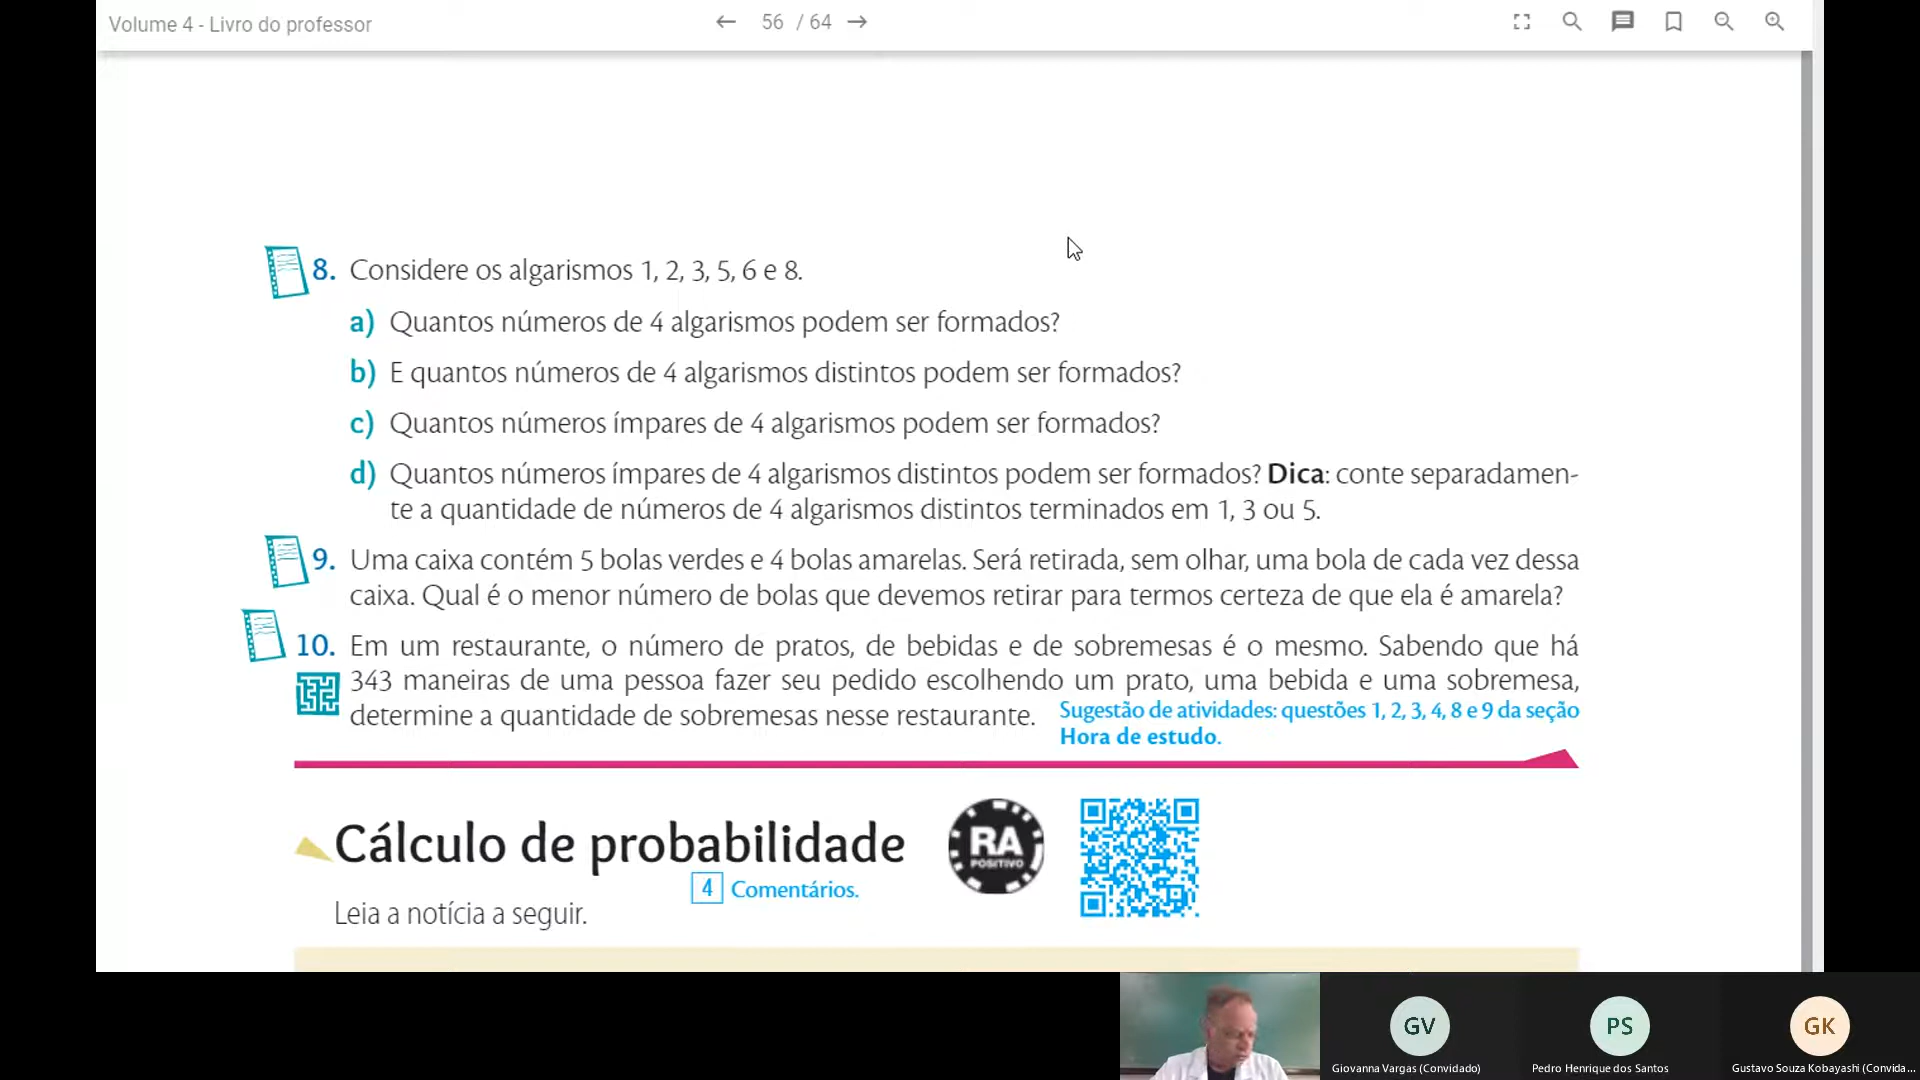 Volume 4 - Livro do professor
56 / 64
8. Considere os algarismos 1, 2, 3, 5, 6 e 8.
a) Quantos números de 4 algarismos podem ser formados?
b) E quantos números de 4 algarismos distintos podem ser formados?
c) Quantos números ímpares de 4 algarismos podem ser formados?
d) Quantos números ímpares de 4 algarismos distintos podem ser formados? Dica: conte separadamen-
te a quantidade de números de 4 algarismos distintos terminados em 1, 3 ou 5.
9. Uma caixa contém 5 bolas verdes e 4 bolas amarelas. Será retirada, sem olhar, uma bola de cada vez dessa
caixa. Qual é o menor número de bolas que devemos retirar para termos certeza de que ela é amarela?
10. Em um restaurante, o número de pratos, de bebidas e de sobremesas é o mesmo. Sabendo que há
343 maneiras de uma pessoa fazer seu pedido escolhendo um prato, uma bebida e uma sobremesa,
determine a quantidade de sobremesas nesse restaurante.
Sugestão de atividades: questões 1, 2, 3, 4, 8 e 9 da seção
Hora de estudo.
Cálculo de probabilidade
RA
POSITIVO
4 Comentários.
Leia a notícia a seguir.
GV
PS
GK
Giovanna Vargas (Convidado)
Pedro Henrique dos Santos
Gustavo Souza Kobayashi (Convida...